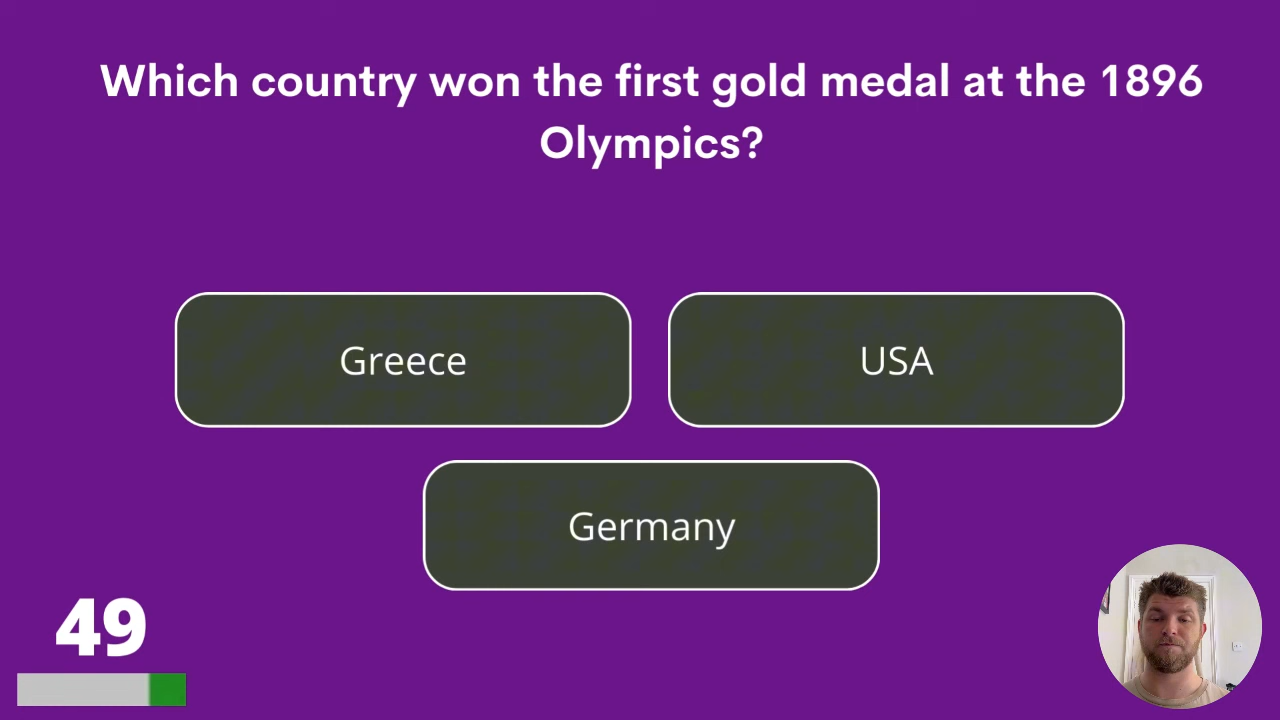 Which country won the first gold medal at the 1896
Olympics?
Greece
USA
Germany
49